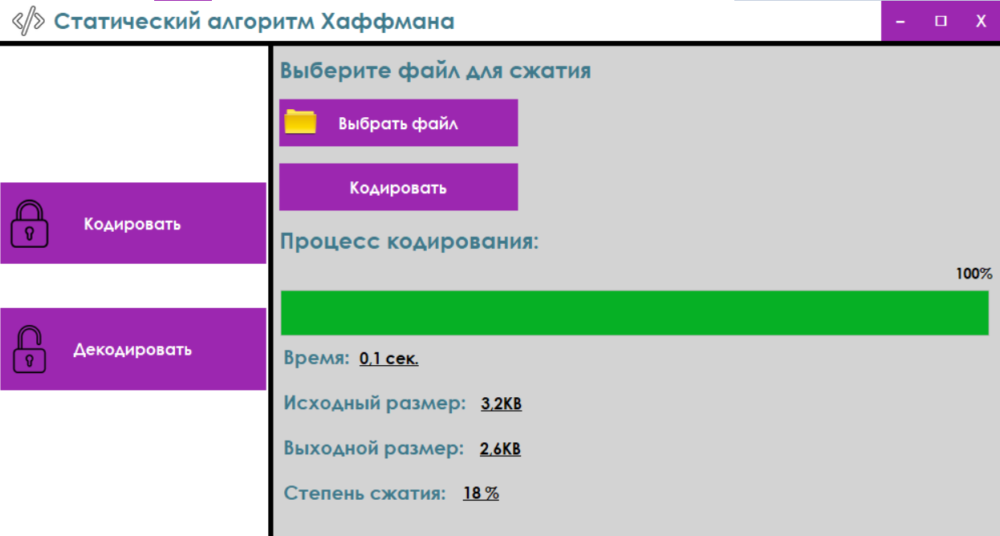 </> Статический алгоритм Хаффмана
Выберите файл для сжатия
Выбрать файл
Кодировать
Кодировать
Декодировать
Процесс кодирования:
100%
Время: 0,1 сек.
Исходный размер: 3,2KB
Выходной размер: 2,6KB
Степень сжатия: 18 %